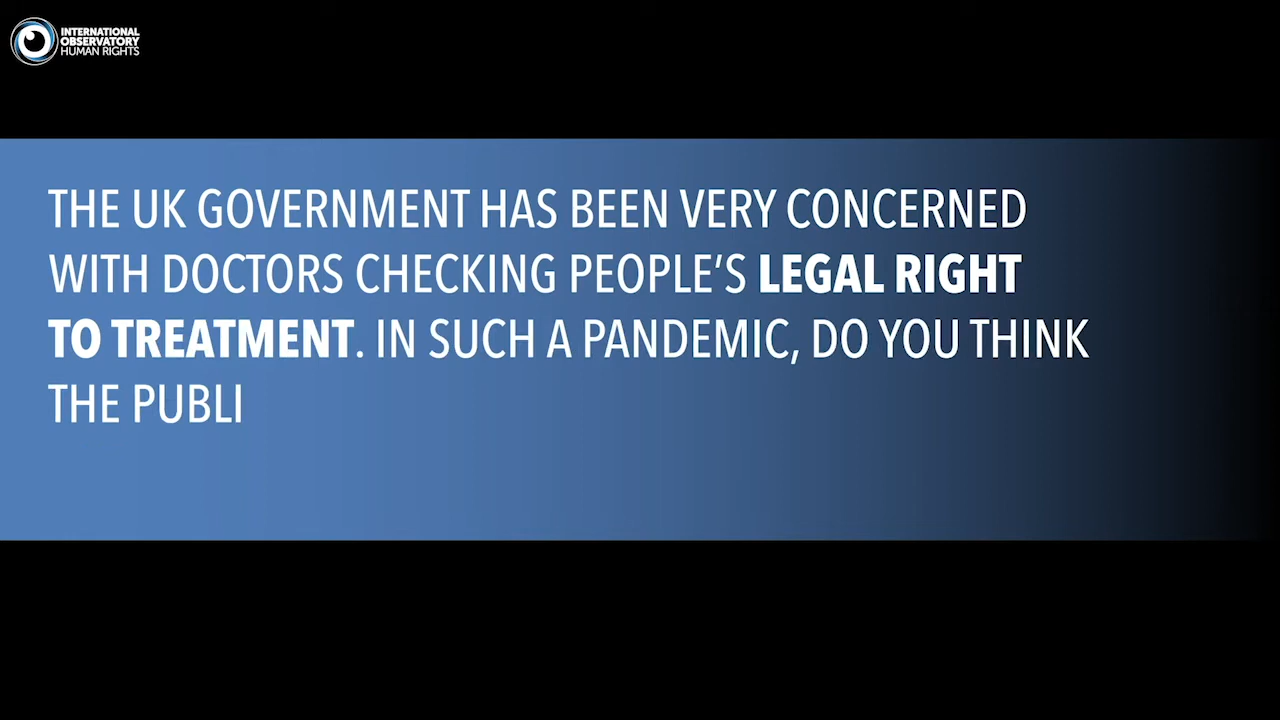 INTERNATIONAL
OBSERVATORY
HUMAN RIGHTS
THE UK GOVERNMENT HAS BEEN VERY CONCERNED
WITH DOCTORS CHECKING PEOPLE'S LEGAL RIGHT
TO TREATMENT. IN SUCH A PANDEMIC, DO YOU THINK
THE PUBLI